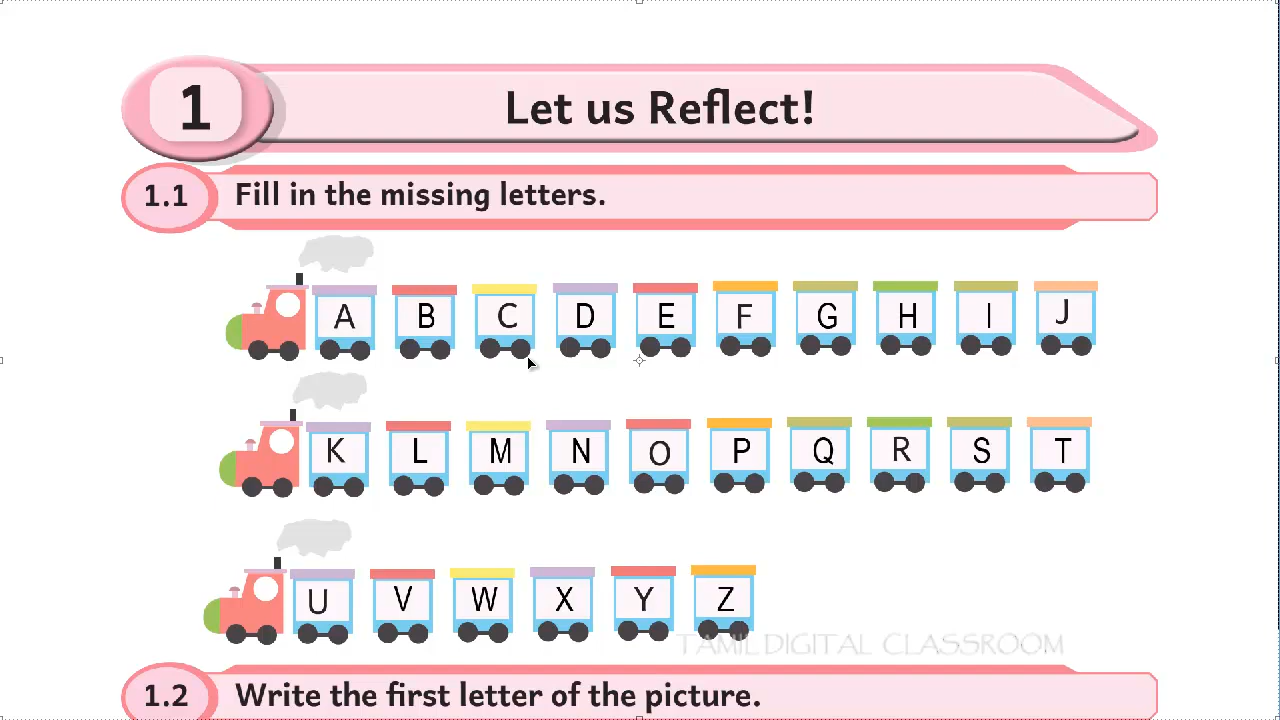 1
Let us Reflect!
1.1 Fill in the missing letters.
A B C D E F G H I J
K L M N O P Q R S T
U V W X Y Z
TAMIL DIGITAL CLASSROOM
1.2 Write the first letter of the picture.